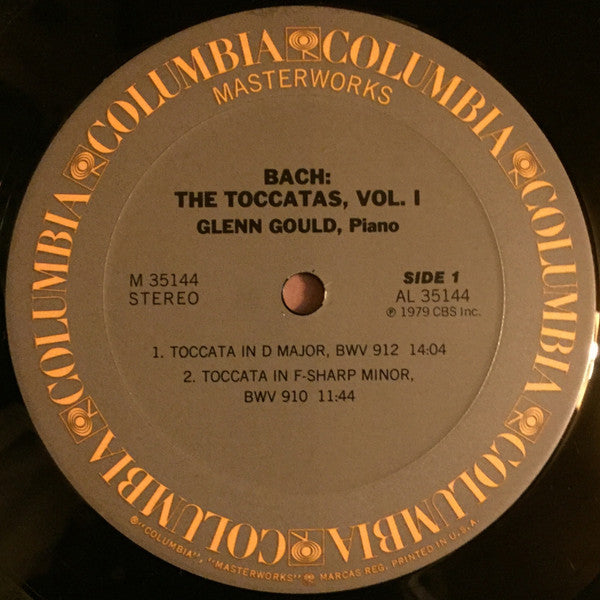 COLUMBIA COLUMBIA COLUMBIA COLUMBIA COLUMBIA COLUMBIA COLUMBIA COLUMBIA
MASTERWORKS
BACH:
THE TOCCATAS, VOL. I
GLENN GOULD, Piano
M 35144
STEREO
SIDE 1
AL 35144
℗ 1979 CBS Inc.
1. TOCCATA IN D MAJOR, BWV 912 14:04
2. TOCCATA IN F-SHARP MINOR,
BWV 910 11:44
®"COLUMBIA", "MASTERWORKS" MARCAS REG. PRINTED IN U.S.A.